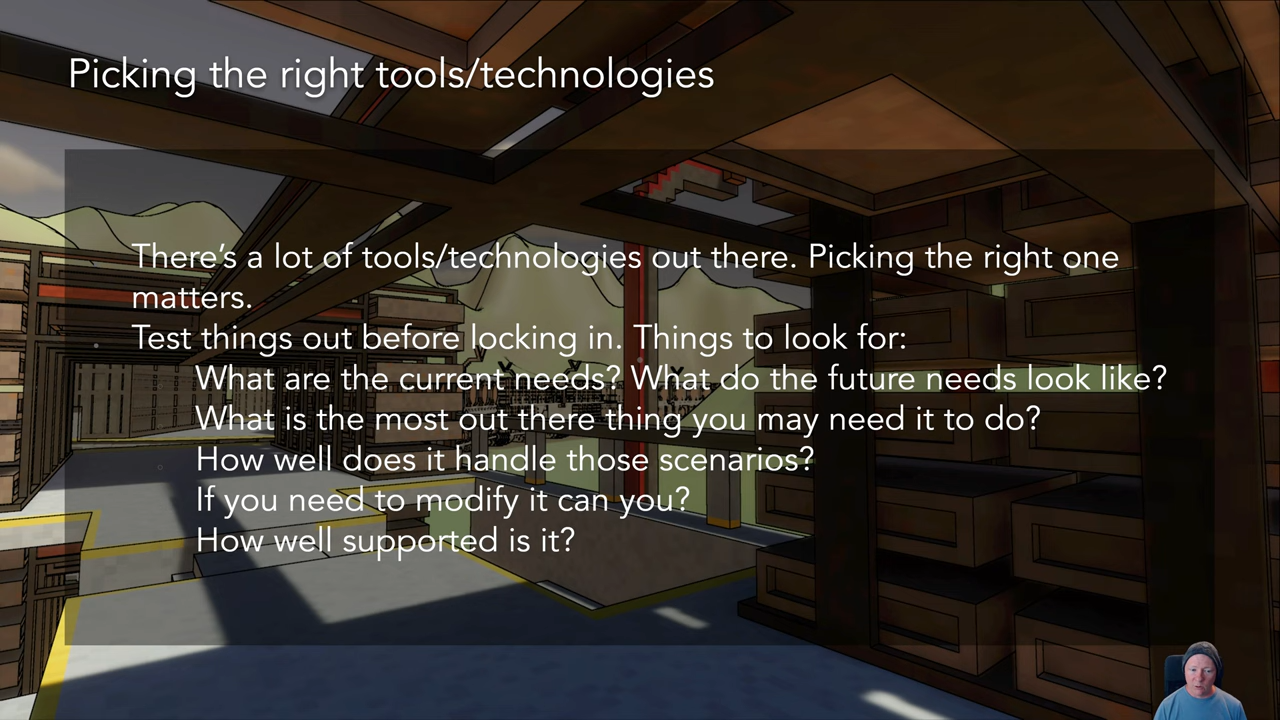 Picking the right tools/technologies
There’s a lot of tools/technologies out there. Picking the right one
matters.
Test things out before locking in. Things to look for:
What are the current needs? What do the future needs look like?
What is the most out there thing you may need it to do?
How well does it handle those scenarios?
If you need to modify it can you?
How well supported is it?